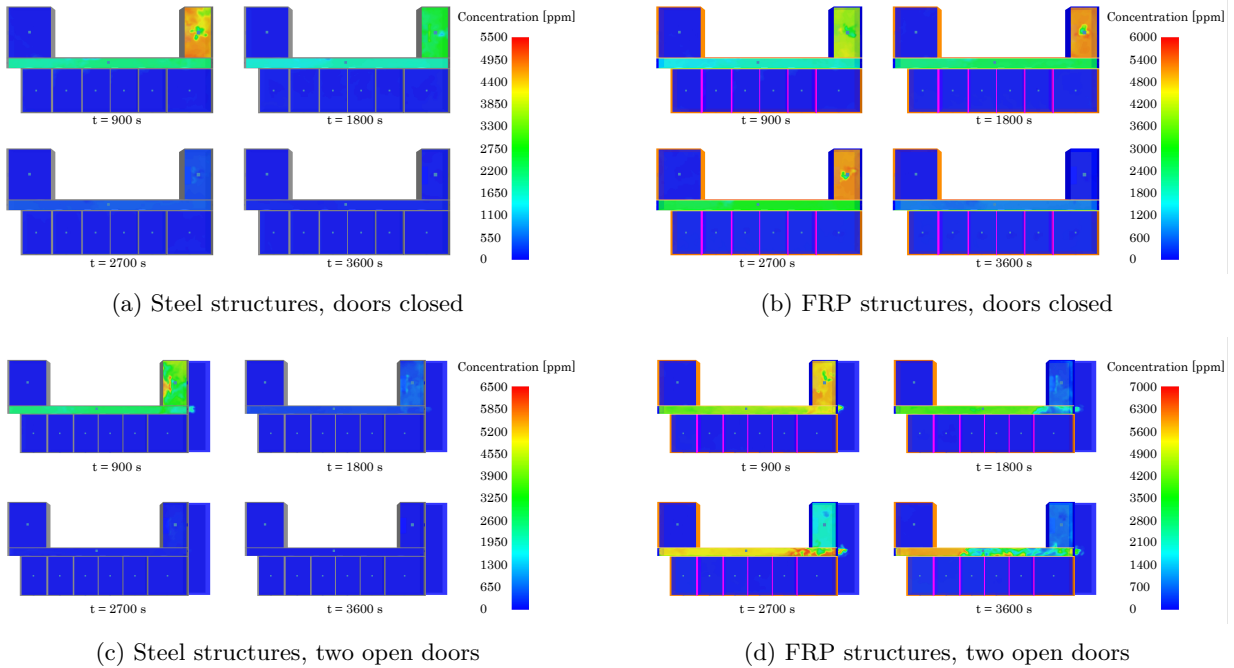 Concentration [ppm]
5500
4950
4400
3850
3300
2750
2200
1650
1100
550
0
t = 900 s
t = 1800 s
t = 2700 s
t = 3600 s
(a) Steel structures, doors closed
Concentration [ppm]
6000
5400
4800
4200
3600
3000
2400
1800
1200
600
0
t = 900 s
t = 1800 s
t = 2700 s
t = 3600 s
(b) FRP structures, doors closed
Concentration [ppm]
6500
5850
5200
4550
3900
3250
2600
1950
1300
650
0
t = 900 s
t = 1800 s
t = 2700 s
t = 3600 s
(c) Steel structures, two open doors
Concentration [ppm]
7000
6300
5600
4900
4200
3500
2800
2100
1400
700
0
t = 900 s
t = 1800 s
t = 2700 s
t = 3600 s
(d) FRP structures, two open doors